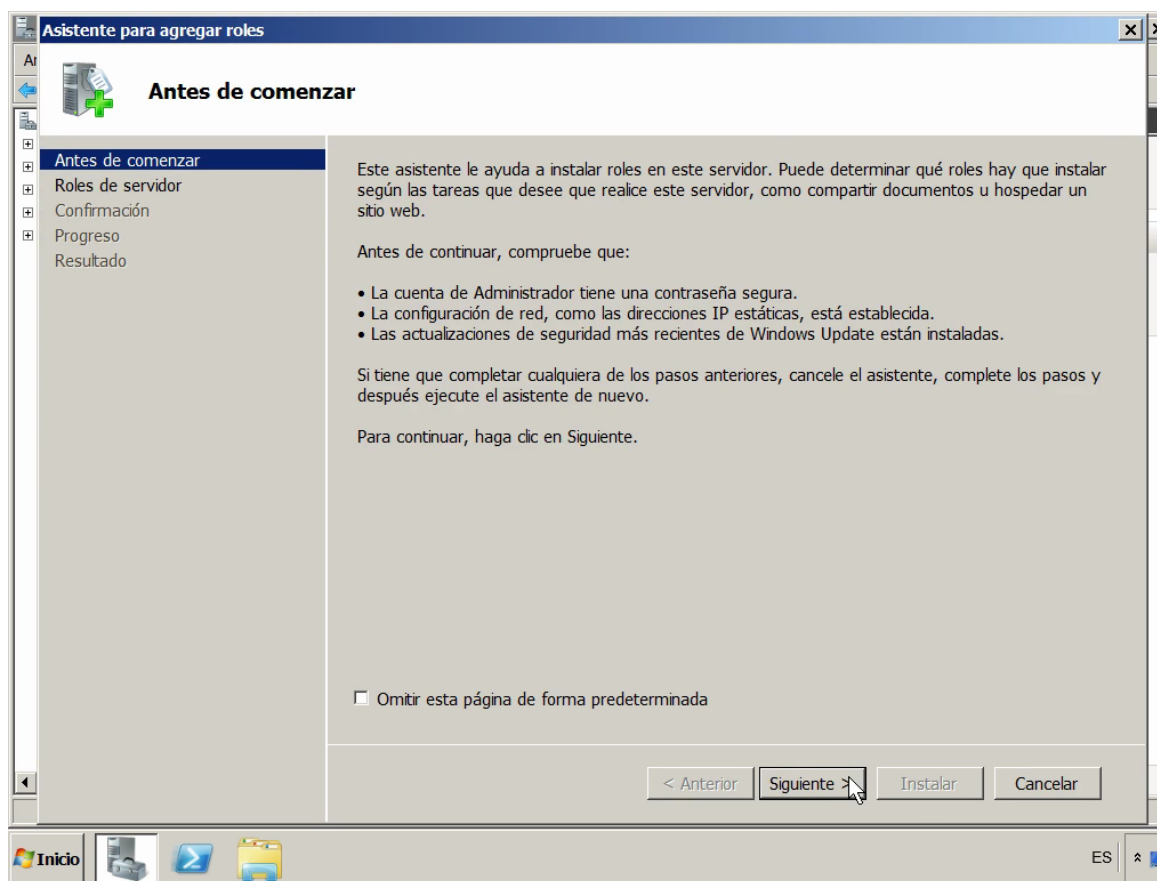 Asistente para agregar roles
Antes de comenzar
Antes de comenzar
Roles de servidor
Confirmación
Progreso
Resultado
Este asistente le ayuda a instalar roles en este servidor. Puede determinar qué roles hay que instalar
según las tareas que desee que realice este servidor, como compartir documentos u hospedar un
sitio web.
Antes de continuar, compruebe que:
• La cuenta de Administrador tiene una contraseña segura.
• La configuración de red, como las direcciones IP estáticas, está establecida.
• Las actualizaciones de seguridad más recientes de Windows Update están instaladas.
Si tiene que completar cualquiera de los pasos anteriores, cancele el asistente, complete los pasos y
después ejecute el asistente de nuevo.
Para continuar, haga clic en Siguiente.
Omitir esta página de forma predeterminada
< Anterior Siguiente > Instalar Cancelar
Inicio ES